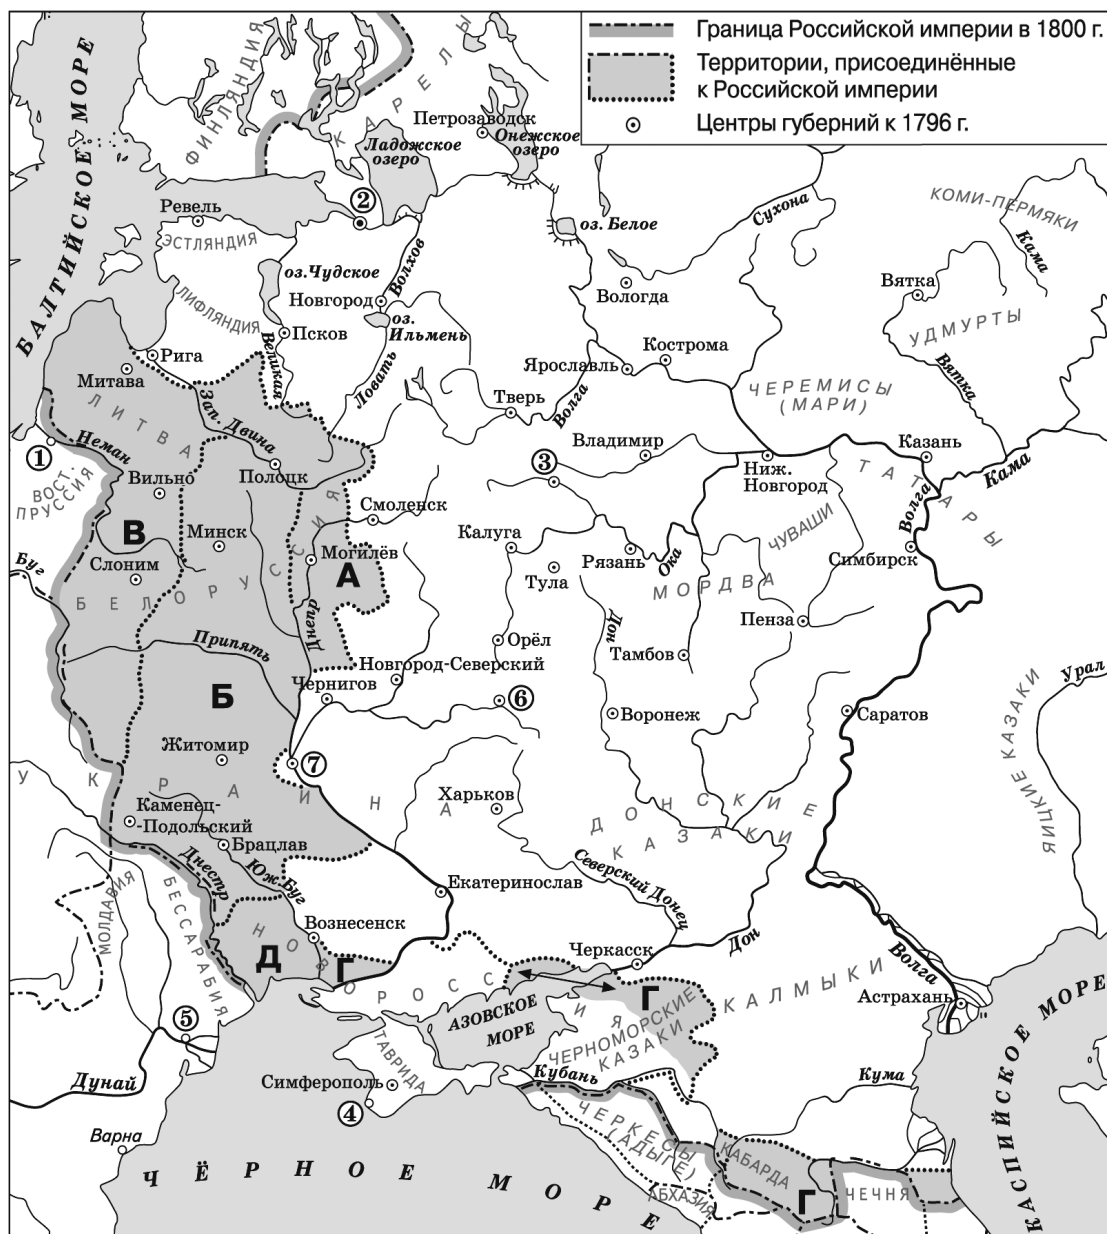 Граница Российской империи в 1800 г.
Территории, присоединённые
к Российской империи
Центры губерний к 1796 г.
БАЛТИЙСКОЕ МОРЕ
ФИНЛЯНДИЯ
КАРЕЛЫ
Петрозаводск
Онежское
озеро
Ладожское
озеро
2
Ревель
ЭСТЛЯНДИЯ
оз. Белое
Сухона
КОМИ-ПЕРМЯКИ
Кама
оз.Чудское
Волхов
Новгород
ЛИФЛЯНДИЯ
Вологда
Вятка
оз.
Ильмень
Псков
Великая
УДМУРТЫ
Рига
Ловать
Ярославль
Кострома
Митава
Вятка
ЧЕРЕМИСЫ
(МАРИ)
Тверь
Волга
ЛИТВА
Зап. Двина
1
Неман
Владимир
Казань
3
Ниж.
Новгород
ТАТАРЫ
Кама
ВОСТ.
ПРУССИЯ
Вильно
Полоцк
Смоленск
Волга
В
Минск
Калуга
ЧУВАШИ
Буг
Слоним
Могилёв
А
Тула
Рязань
Ока
Симбирск
БЕЛОРУССИЯ
МОРДВА
Днепр
Дон
Пенза
Припять
Орёл
Тамбов
Новгород-Северский
Урал
Чернигов
Б
6
Воронеж
Саратов
ЯИЦКИЕ КАЗАКИ
Житомир
7
УКРАИНА
Харьков
ДОНСКИЕ
КАЗАКИ
Каменец-
-Подольский
Брацлав
Днестр
Юж. Буг
Северский Донец
Екатеринослав
МОЛДАВИЯ
БЕССАРАБИЯ
Вознесенск
Черкасск
Дон
Волга
Д
Г
НОВОРОССИЯ
Г
КАЛМЫКИ
Астрахань
АЗОВСКОЕ
МОРЕ
ЧЕРНОМОРСКИЕ
КАЗАКИ
5
ТАВРИДА
Дунай
Симферополь
Кубань
Кума
4
ЧЕРКЕСЫ
(АДЫГЕ)
Варна
КАБАРДА
АБХАЗИЯ
Г
ЧЕЧНЯ
ЧЁРНОЕ МОРЕ
КАСПИЙСКОЕ МОРЕ